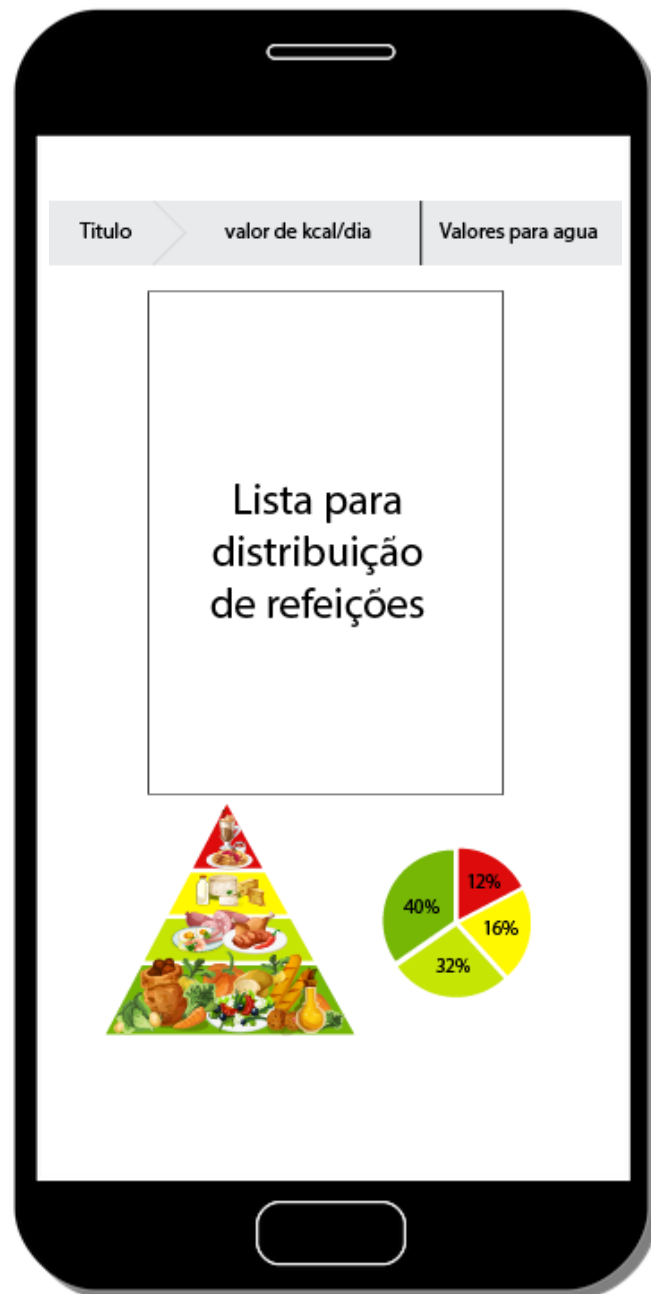 Titulo
valor de kcal/dia
Valores para agua
Lista para
distribuição
de refeições
12%
40%
16%
32%